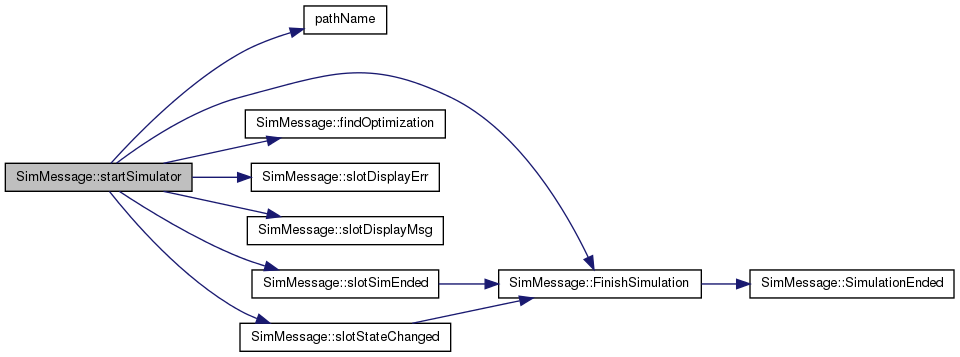 pathName
SimMessage::findOptimization
SimMessage::startSimulator
SimMessage::slotDisplayErr
SimMessage::slotDisplayMsg
SimMessage::slotSimEnded
SimMessage::FinishSimulation
SimMessage::SimulationEnded
SimMessage::slotStateChanged